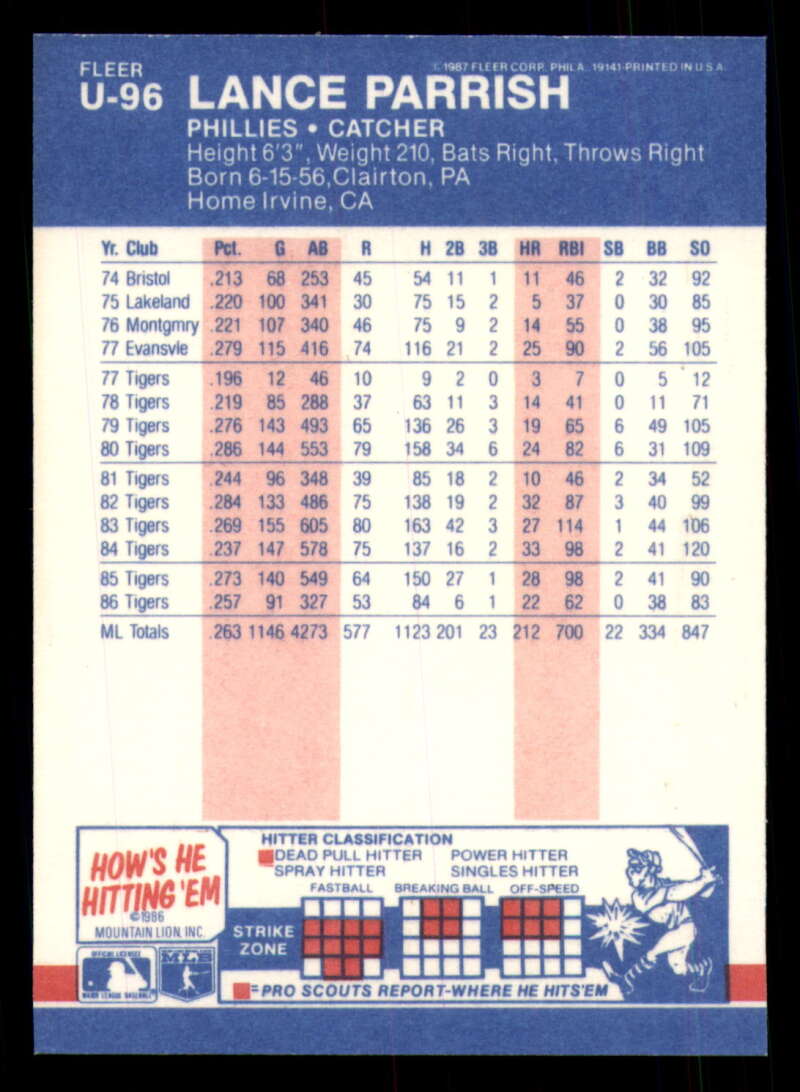 FLEER
© 1987 FLEER CORP. PHILA. 19141-PRINTED IN U.S.A.
U-96 LANCE PARRISH
PHILLIES • CATCHER
Height 6'3", Weight 210, Bats Right, Throws Right
Born 6-15-56,Clairton, PA
Home Irvine, CA
Yr. Club Pct. G AB R H 2B 3B HR RBI SB BB SO
74 Bristol .213 68 253 45 54 11 1 11 46 2 32 92
75 Lakeland .220 100 341 30 75 15 2 5 37 0 30 85
76 Montgmry .221 107 340 46 75 9 2 14 55 0 38 95
77 Evansvle .279 115 416 74 116 21 2 25 90 2 56 105
77 Tigers .196 12 46 10 9 2 0 3 7 0 5 12
78 Tigers .219 85 288 37 63 11 3 14 41 0 11 71
79 Tigers .276 143 493 65 136 26 3 19 65 6 49 105
80 Tigers .286 144 553 79 158 34 6 24 82 6 31 109
81 Tigers .244 96 348 39 85 18 2 10 46 2 34 52
82 Tigers .284 133 486 75 138 19 2 32 87 3 40 99
83 Tigers .269 155 605 80 163 42 3 27 114 1 44 106
84 Tigers .237 147 578 75 137 16 2 33 98 2 41 120
85 Tigers .273 140 549 64 150 27 1 28 98 2 41 90
86 Tigers .257 91 327 53 84 6 1 22 62 0 38 83
ML Totals .263 1146 4273 577 1123 201 23 212 700 22 334 847
HOW'S HE
HITTING 'EM
©1986
MOUNTAIN LION, INC.
OFFICIAL LICENSEE
MAJOR LEAGUE BASEBALL
MLB
HITTER CLASSIFICATION
DEAD PULL HITTER POWER HITTER
SPRAY HITTER SINGLES HITTER
FASTBALL BREAKING BALL OFF-SPEED
STRIKE
ZONE
=PRO SCOUTS REPORT-WHERE HE HITS'EM